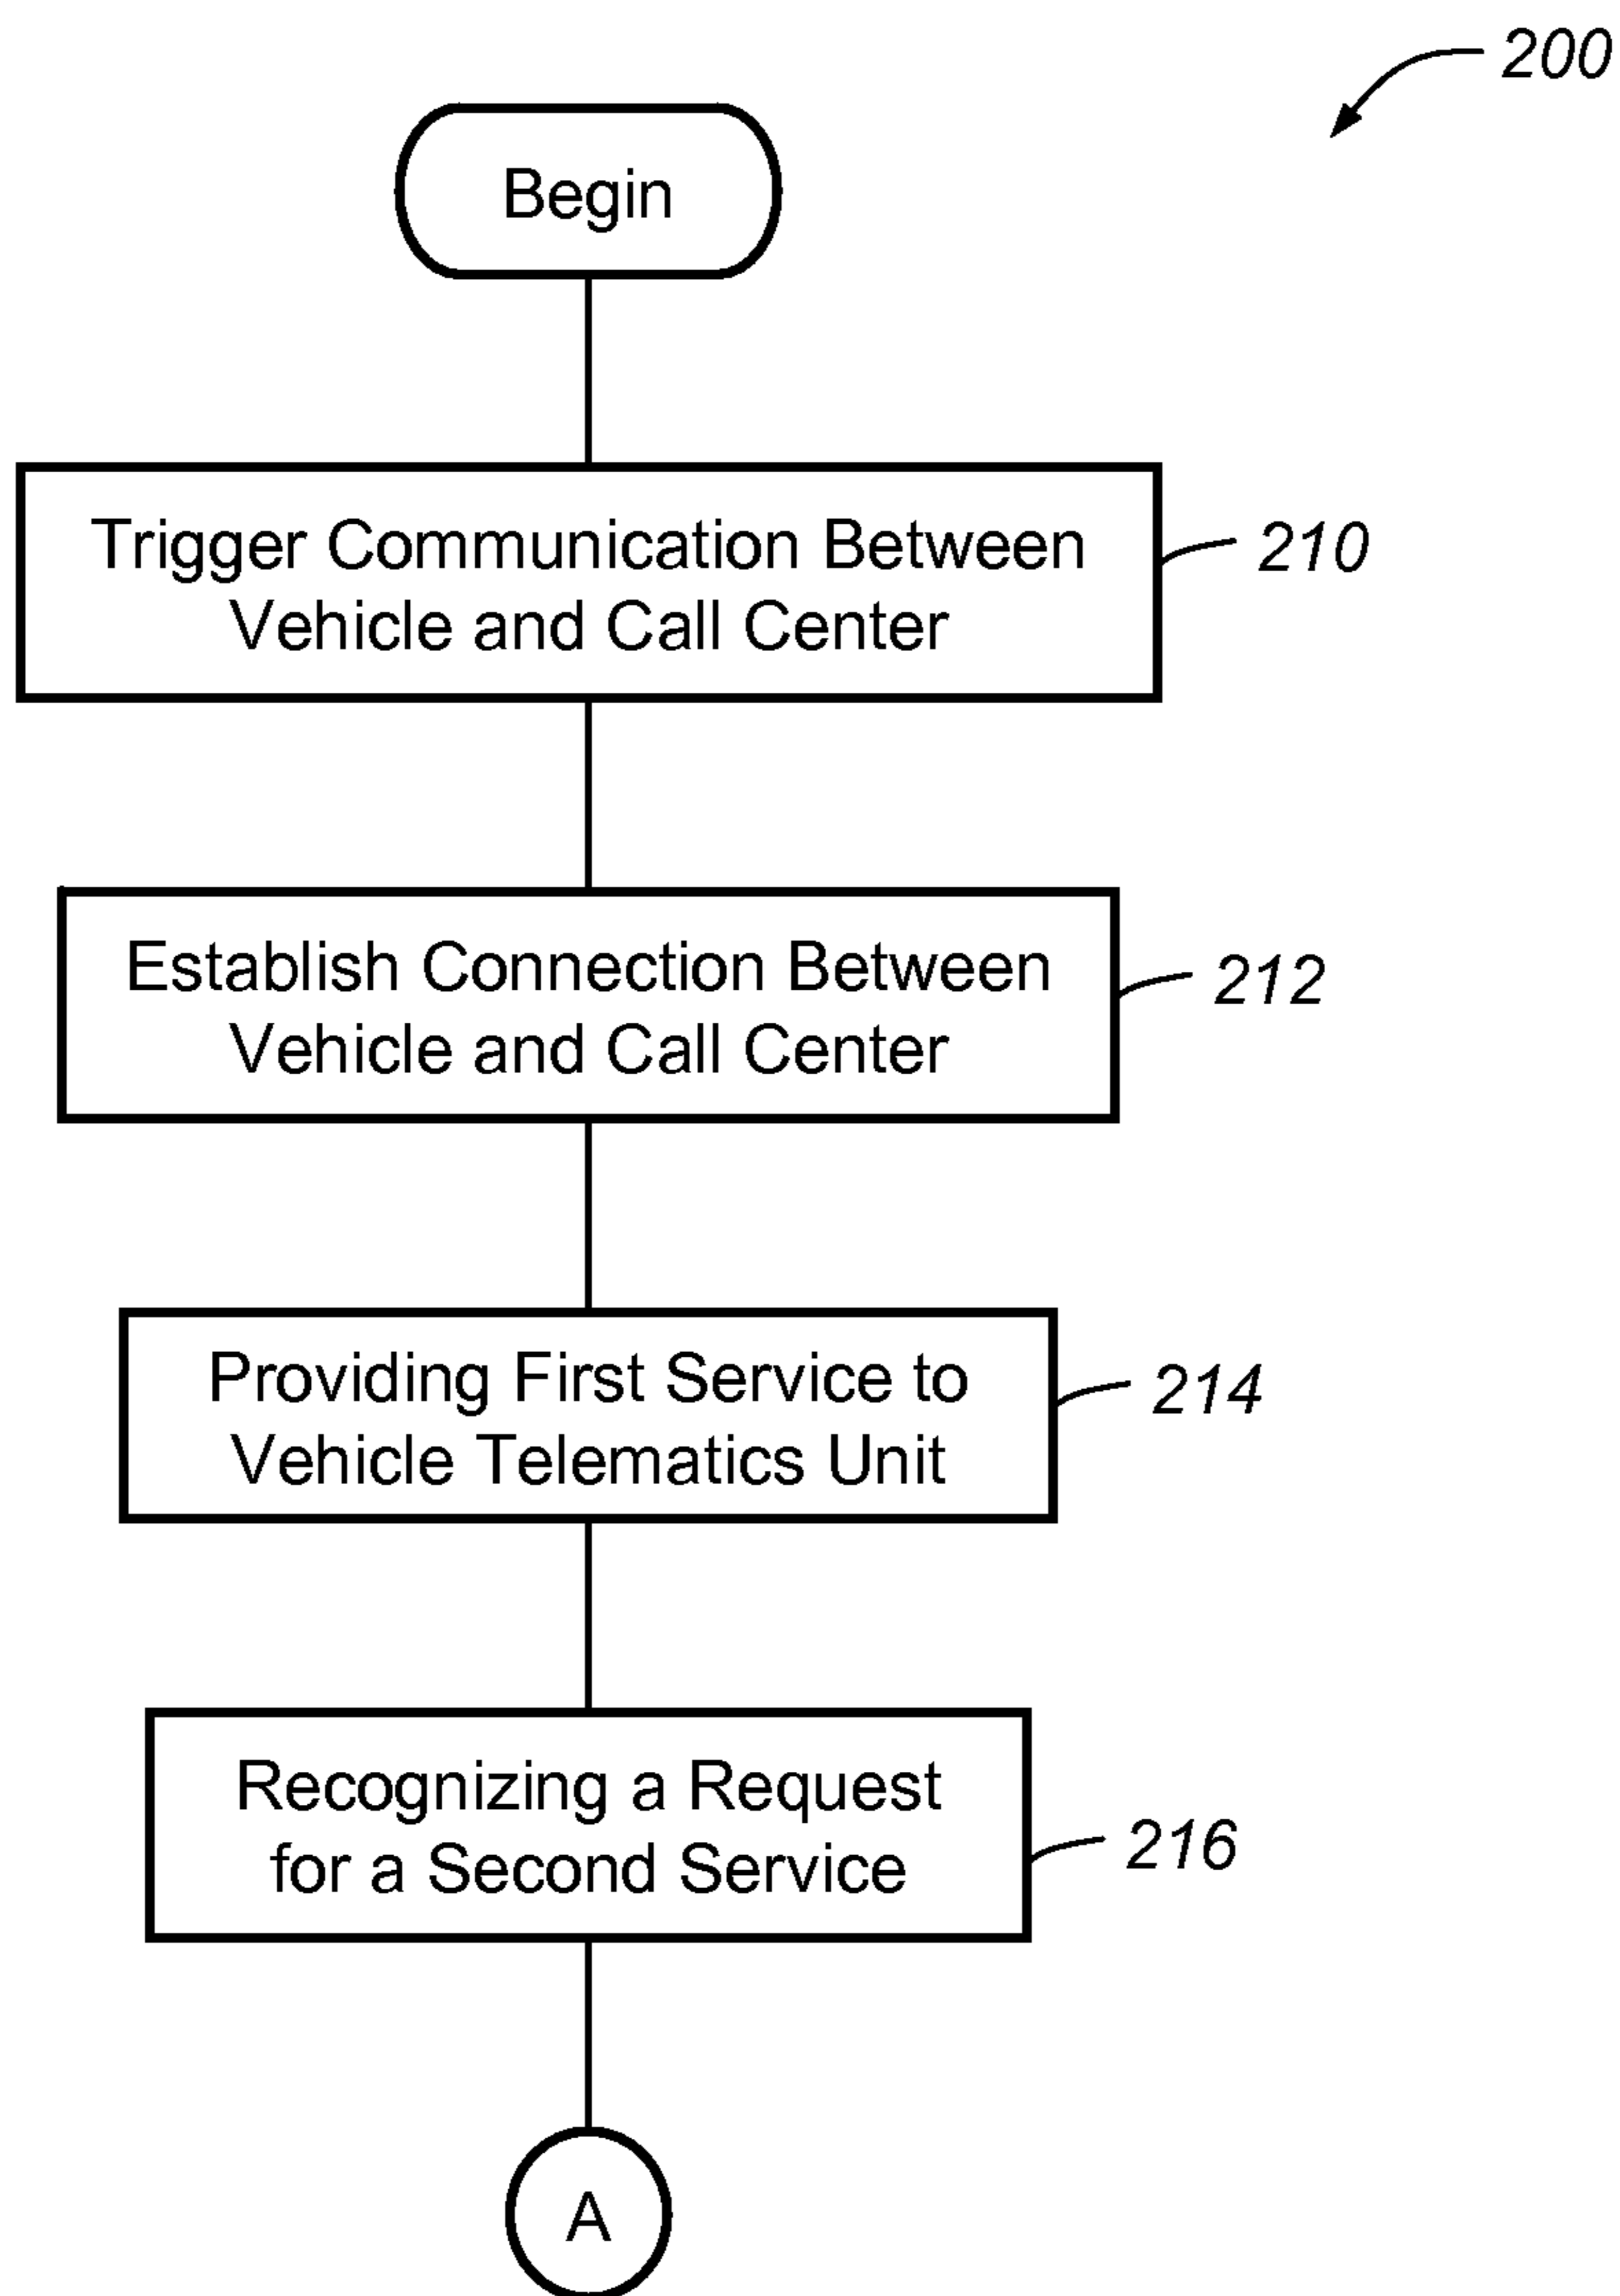 200
Begin
Trigger Communication Between
Vehicle and Call Center
210
Establish Connection Between
Vehicle and Call Center
212
Providing First Service to
Vehicle Telematics Unit
214
Recognizing a Request
for a Second Service
216
A